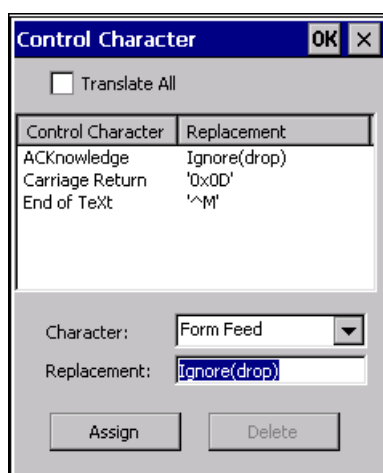 Control Character OK ×
Translate All
Control Character Replacement
ACKnowledge Ignore(drop)
Carriage Return '0x0D'
End of TeXt '^M'
Character: Form Feed
Replacement: Ignore(drop)
Assign Delete